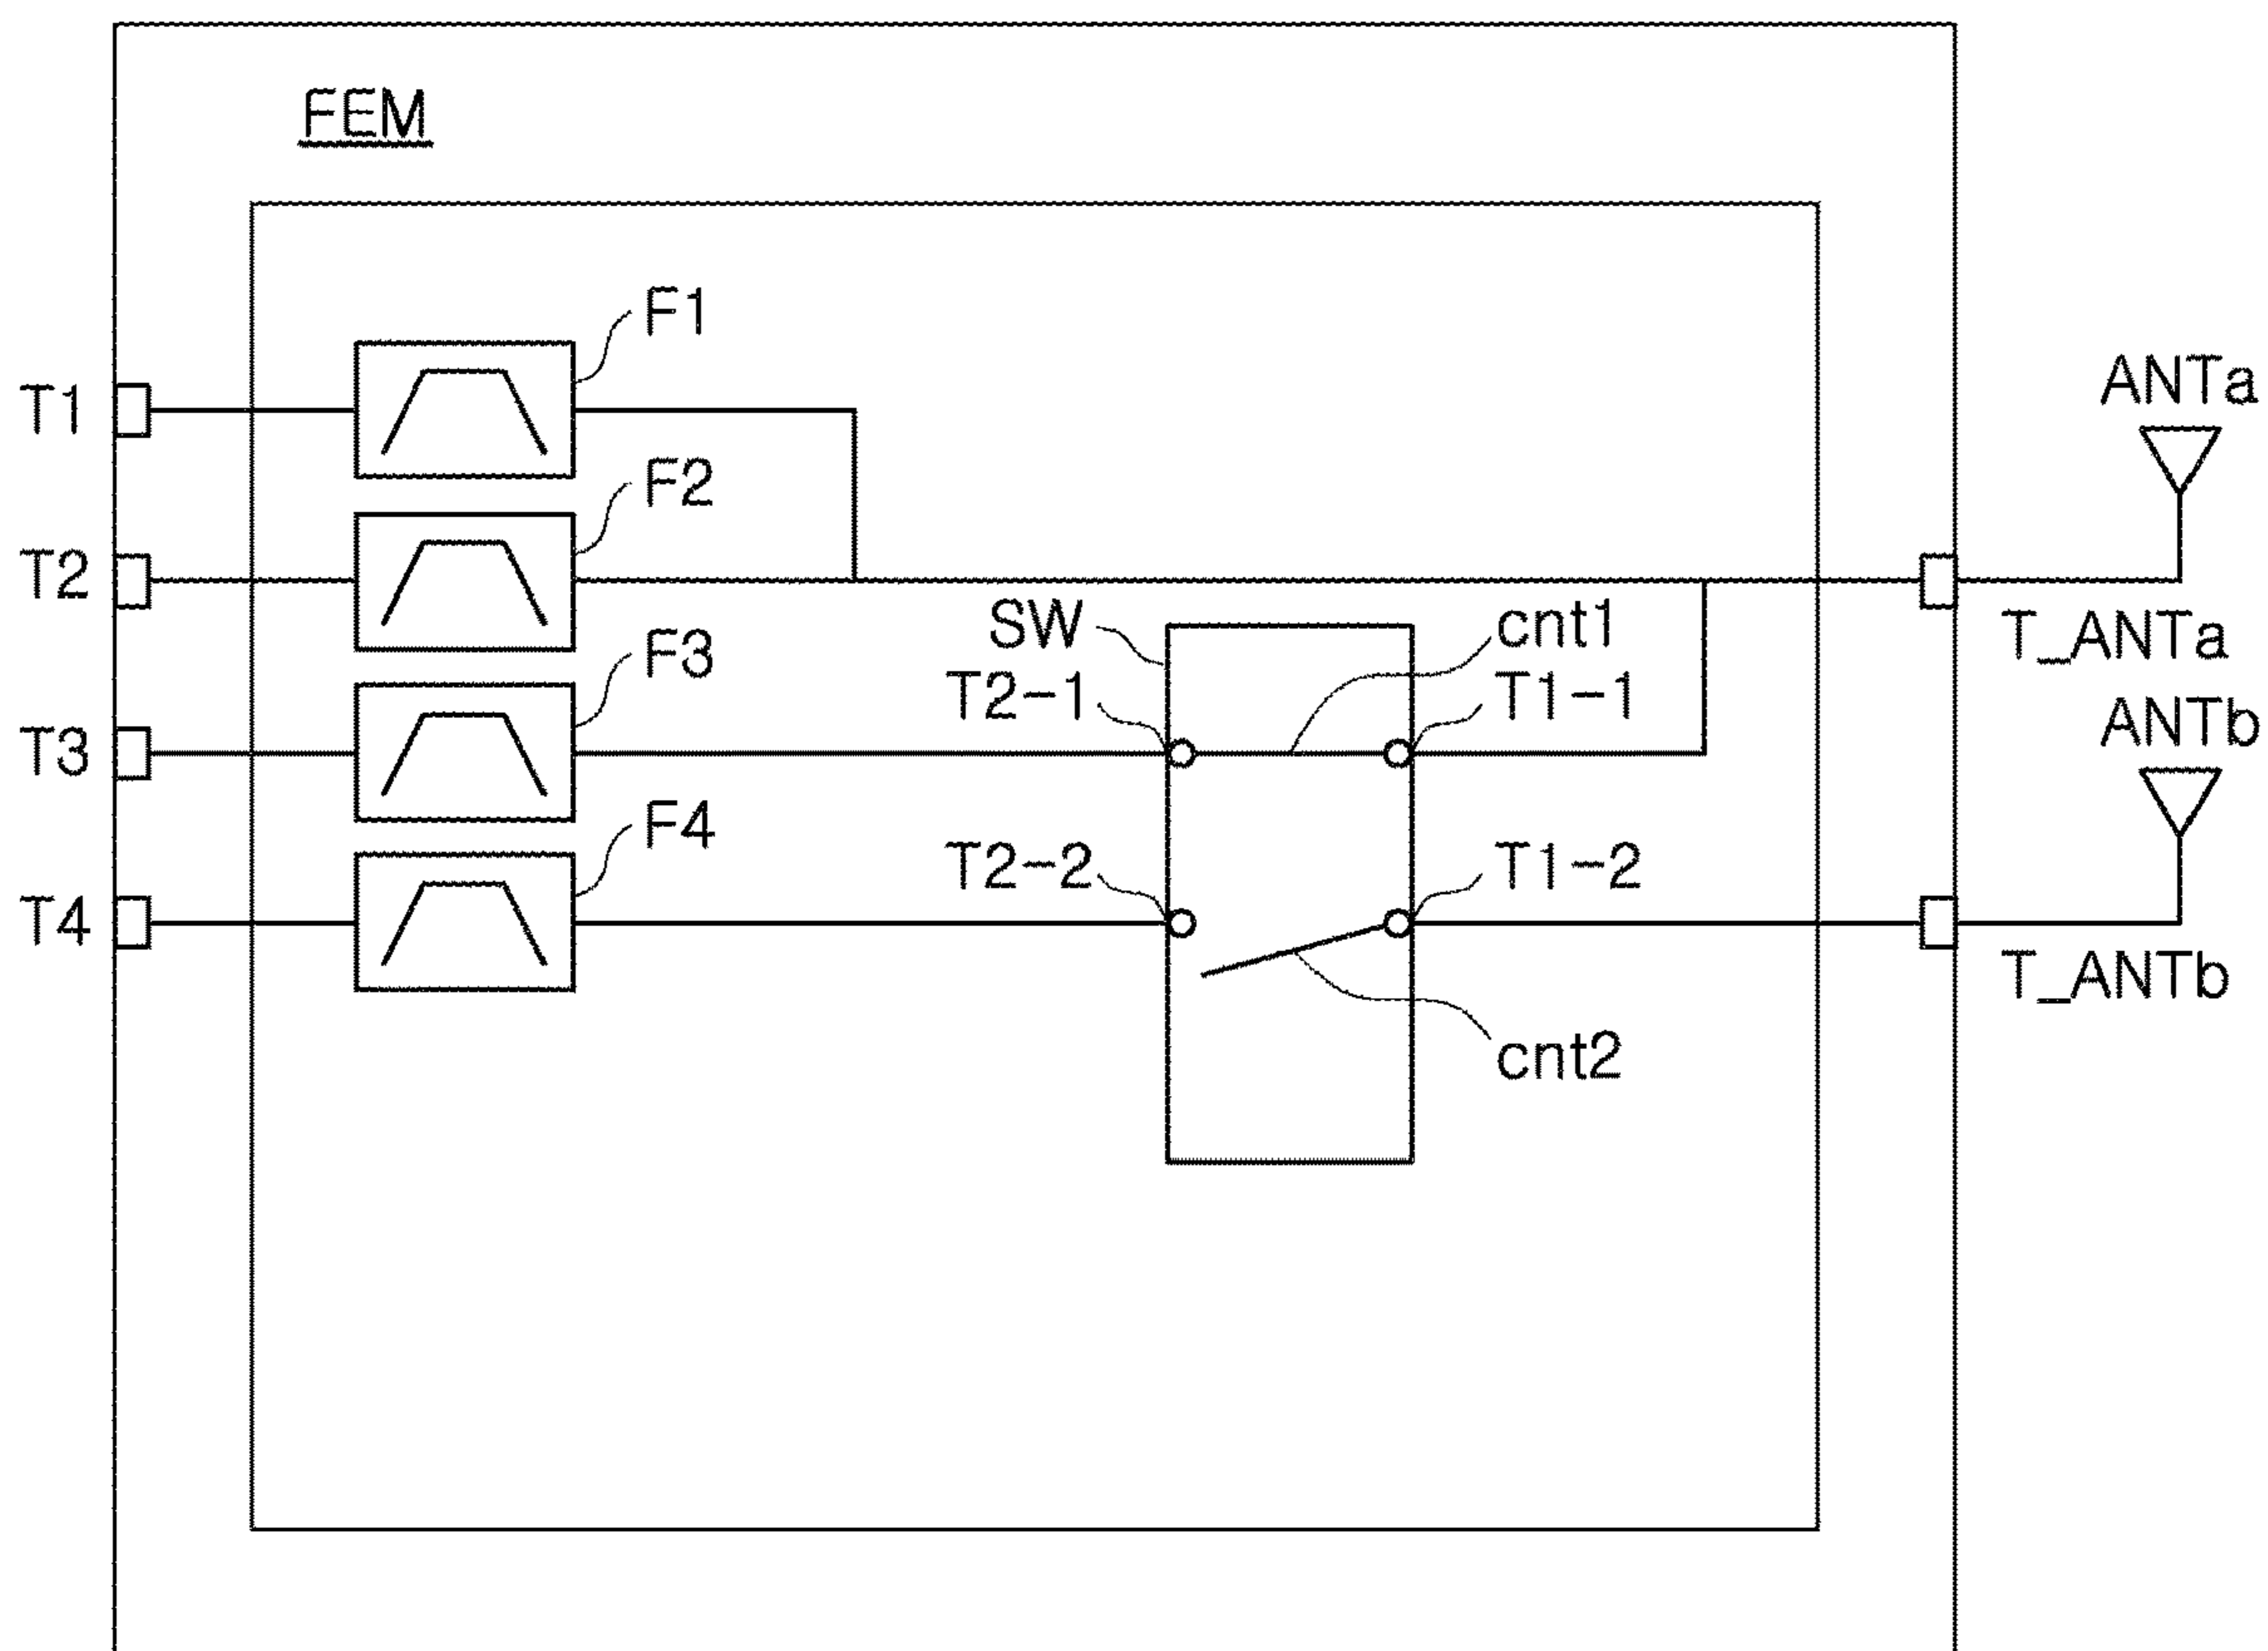 FEM
F1
T1
ANTa
F2
T2
SW
cnt1
T_ANTa
F3
T2-1
T1-1
T3
ANTb
F4
T2-2
T1-2
T4
T_ANTb
cnt2